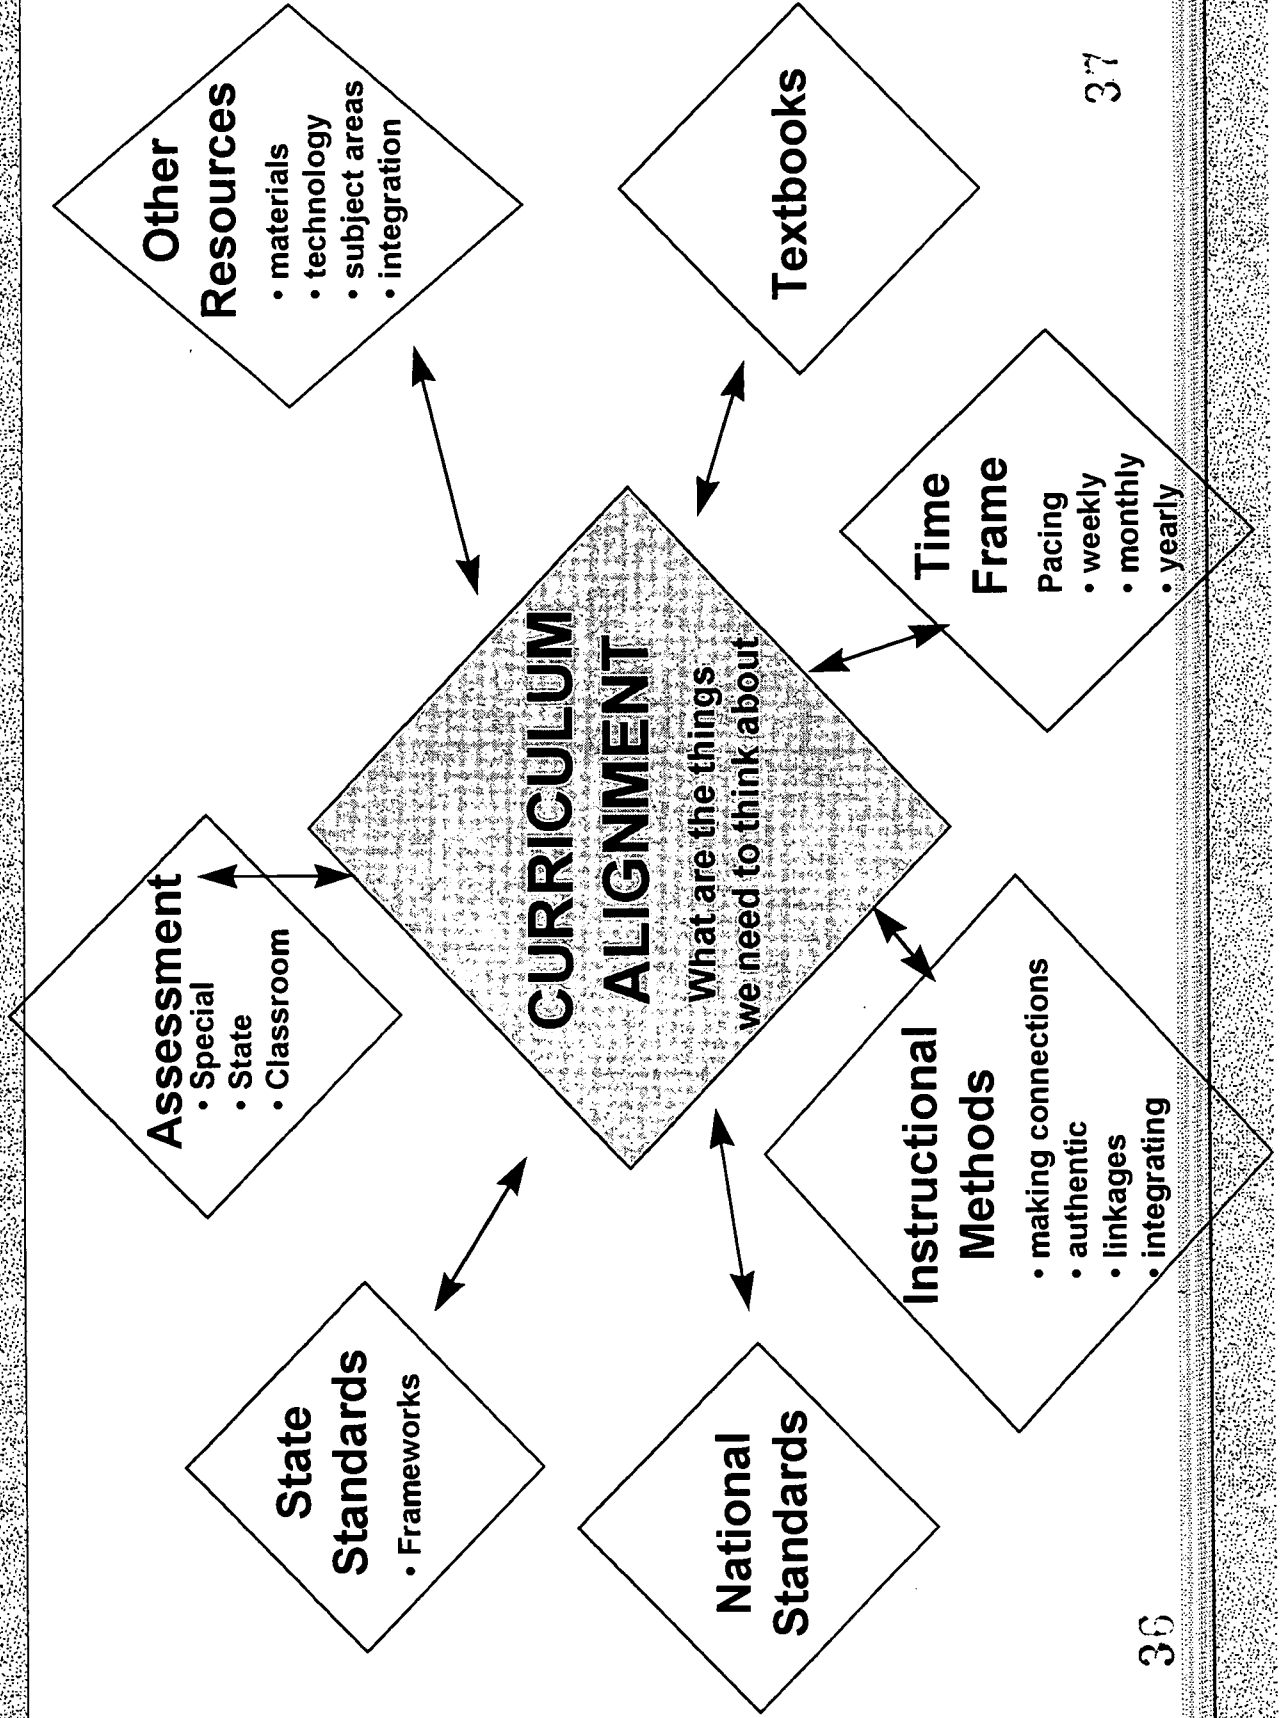 Assessment
• Special
• State
• Classroom
Other
Resources
• materials
• technology
• subject areas
• integration
State
Standards
• Frameworks
CURRICULUM
ALIGNMENT
What are the things
we need to think about
National
Standards
Textbooks
Instructional
Methods
• making connections
• authentic
• linkages
• integrating
Time
Frame
Pacing
• weekly
• monthly
• yearly
36
37